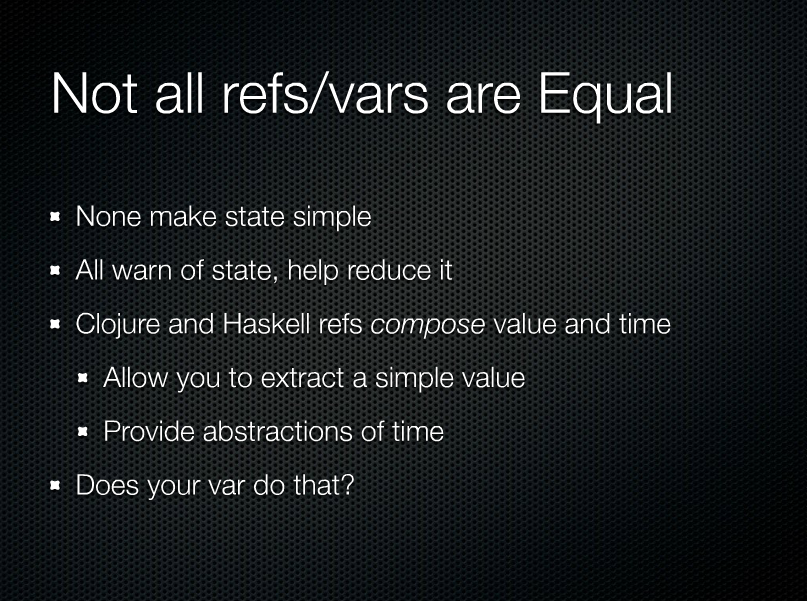 Not all refs/vars are Equal
None make state simple
All warn of state, help reduce it
Clojure and Haskell refs compose value and time
Allow you to extract a simple value
Provide abstractions of time
Does your var do that?